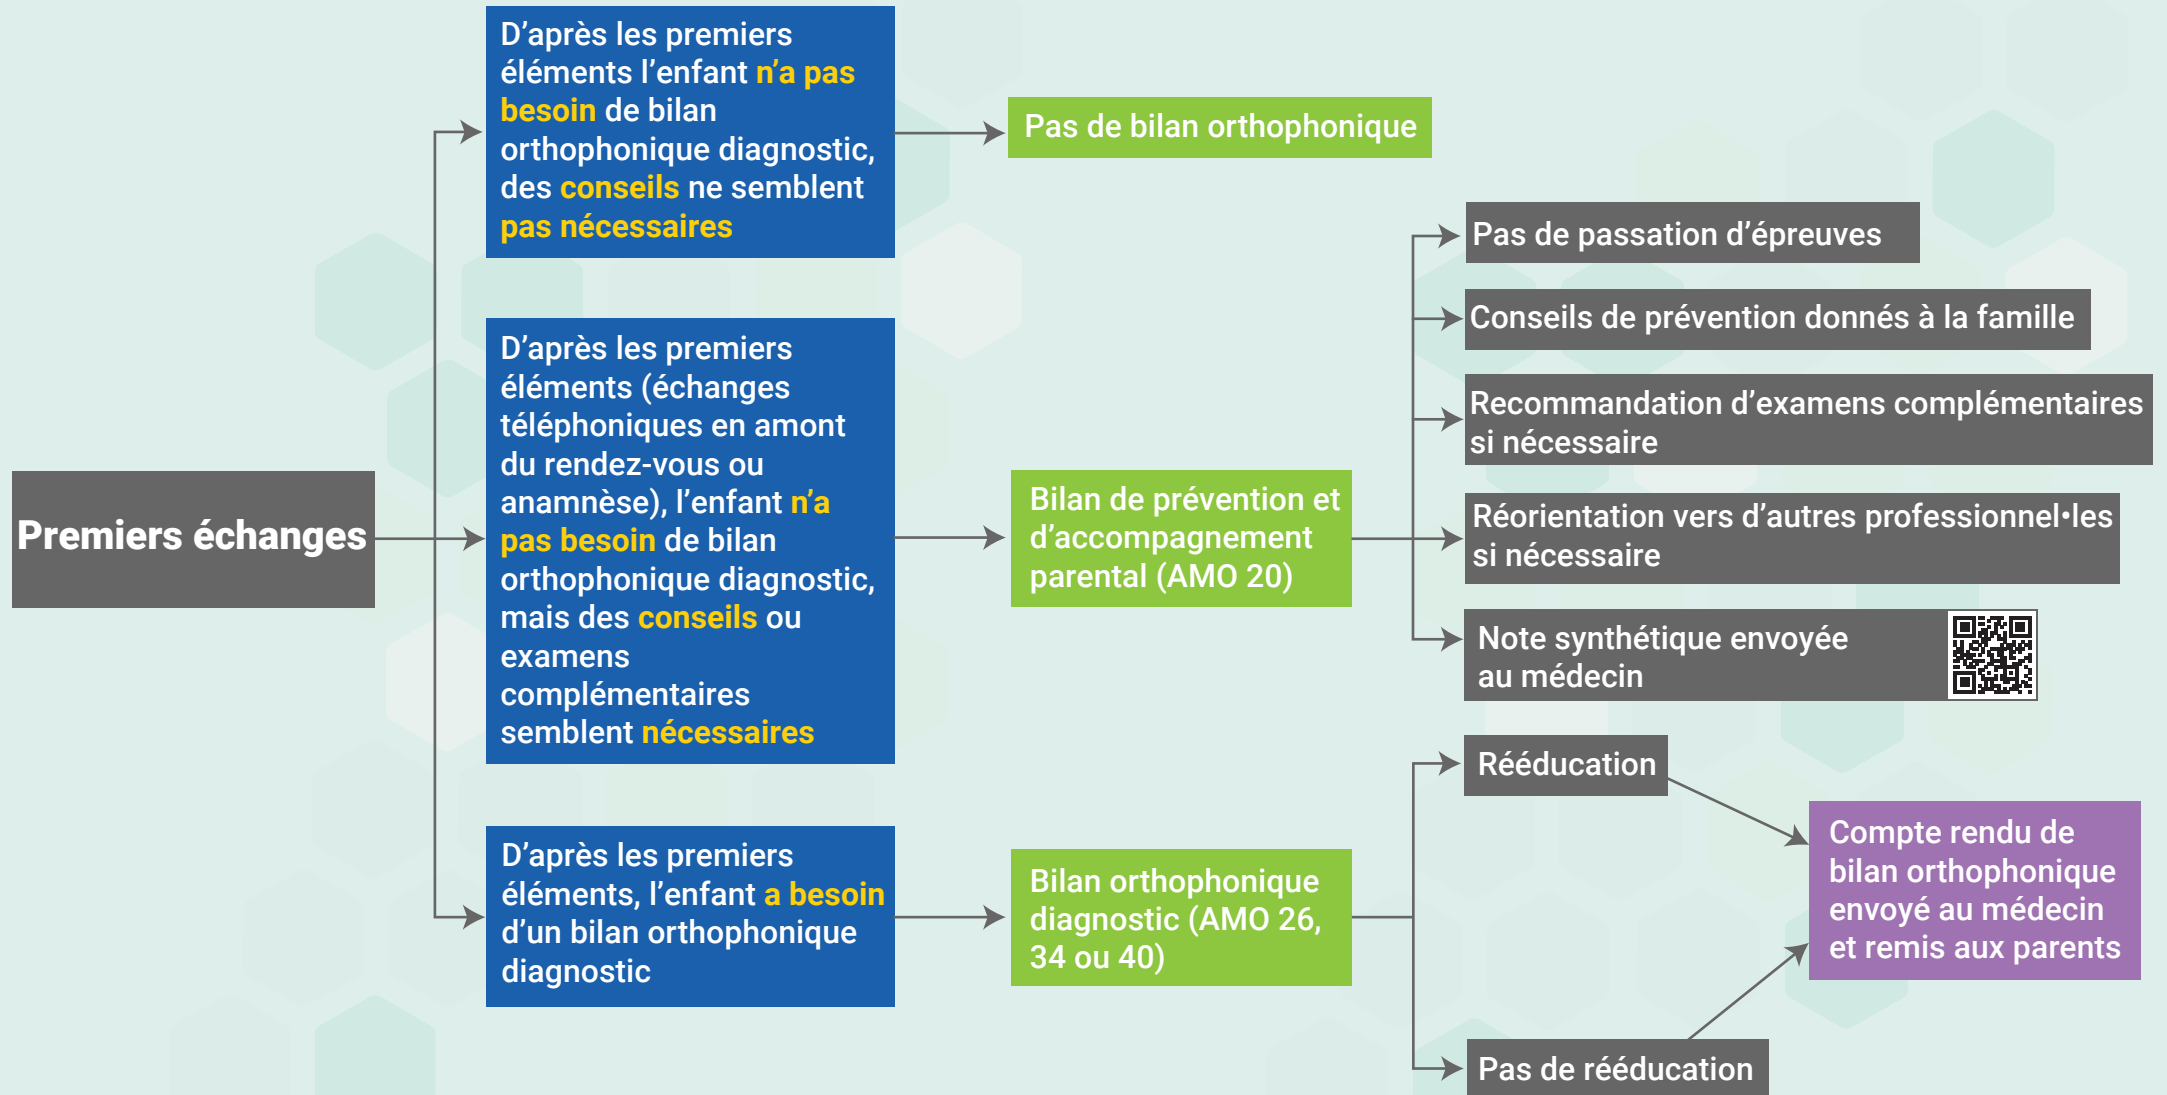 Premiers échanges
D’après les premiers
éléments l’enfant n’a pas
besoin de bilan
orthophonique diagnostic,
des conseils ne semblent
pas nécessaires
Pas de bilan orthophonique
D’après les premiers
éléments (échanges
téléphoniques en amont
du rendez-vous ou
anamnèse), l’enfant n’a
pas besoin de bilan
orthophonique diagnostic,
mais des conseils ou
examens
complémentaires
semblent nécessaires
Bilan de prévention et
d’accompagnement
parental (AMO 20)
Pas de passation d’épreuves
Conseils de prévention donnés à la famille
Recommandation d’examens complémentaires
si nécessaire
Réorientation vers d’autres professionnel•les
si nécessaire
Note synthétique envoyée
au médecin
D’après les premiers
éléments, l’enfant a besoin
d’un bilan orthophonique
diagnostic
Bilan orthophonique
diagnostic (AMO 26,
34 ou 40)
Rééducation
Pas de rééducation
Compte rendu de
bilan orthophonique
envoyé au médecin
et remis aux parents